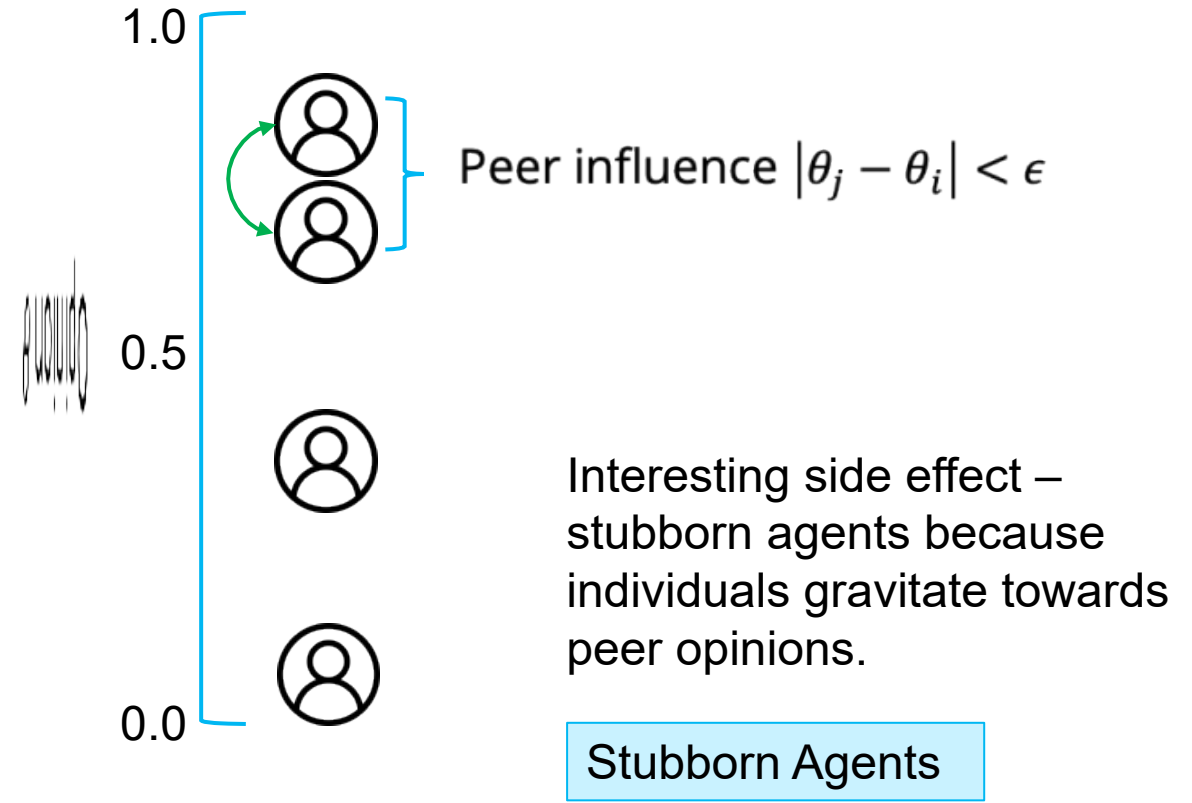 1.0
Peer influence |θⱼ − θᵢ| < ϵ
Opinion θ
0.5
Interesting side effect –
stubborn agents because
individuals gravitate towards
peer opinions.
0.0
Stubborn Agents